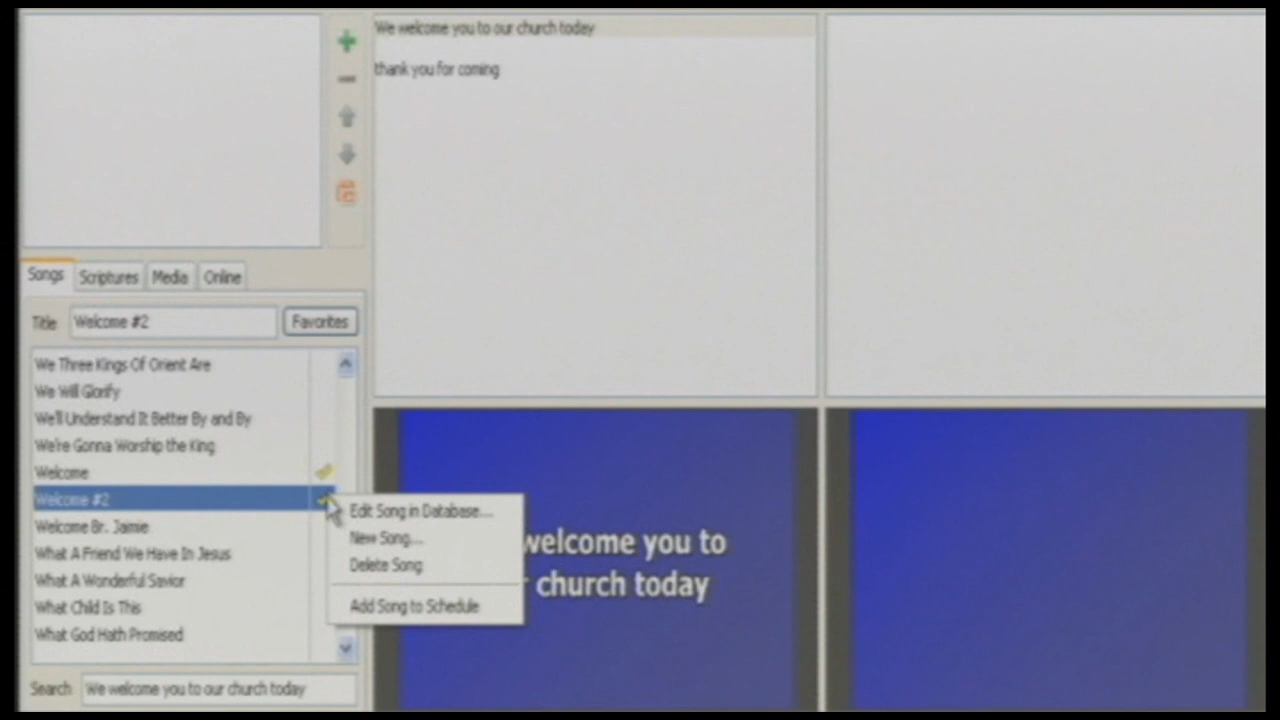 We welcome you to our church today
thank you for coming
Songs
Scriptures
Media
Online
Title
Welcome #2
Favorites
We Three Kings Of Orient Are
We Will Glorify
We'll Understand It Better By and By
We're Gonna Worship the King
Welcome
Welcome #2
Welcome Br. Jaimie
What A Friend We Have In Jesus
What A Wonderful Savior
What Child Is This
What God Hath Promised
Search
We welcome you to our church today
Edit Song in Database...
New Song...
Delete Song
Add Song to Schedule
welcome you to
church today